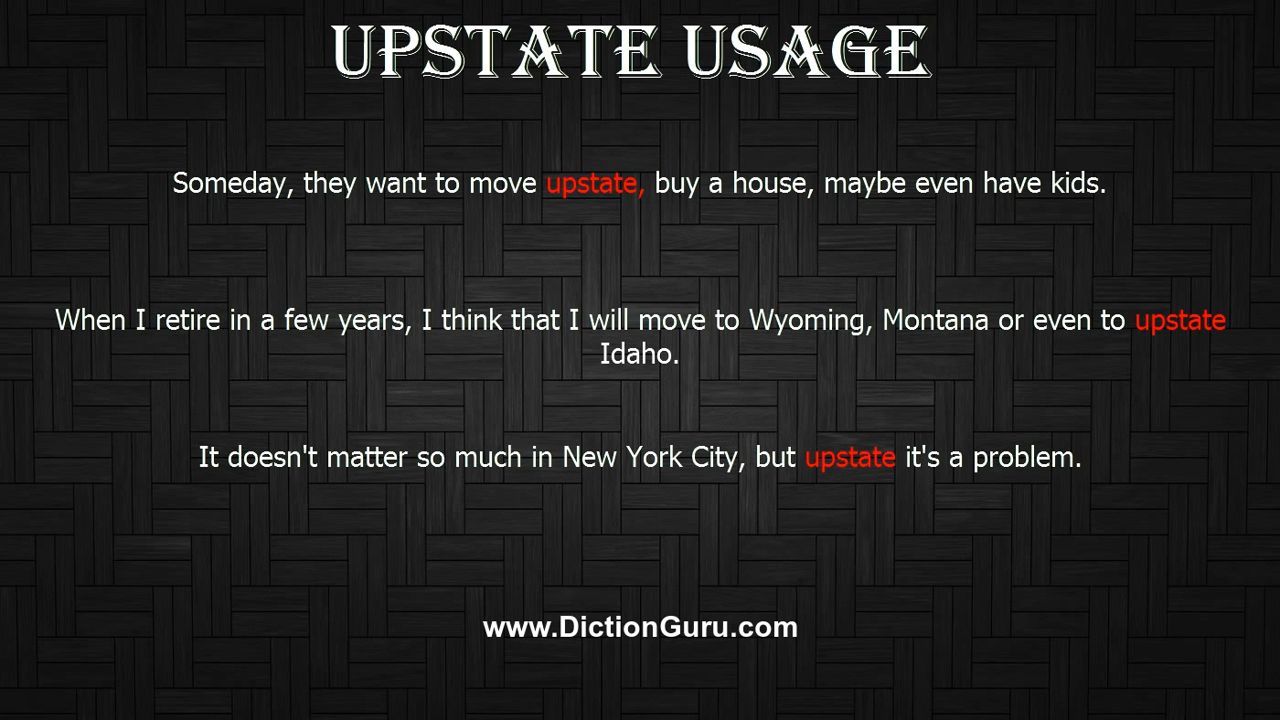 UPSTATE USAGE
Someday, they want to move upstate, buy a house, maybe even have kids.
When I retire in a few years, I think that I will move to Wyoming, Montana or even to upstate
Idaho.
It doesn't matter so much in New York City, but upstate it's a problem.
www.DictionGuru.com